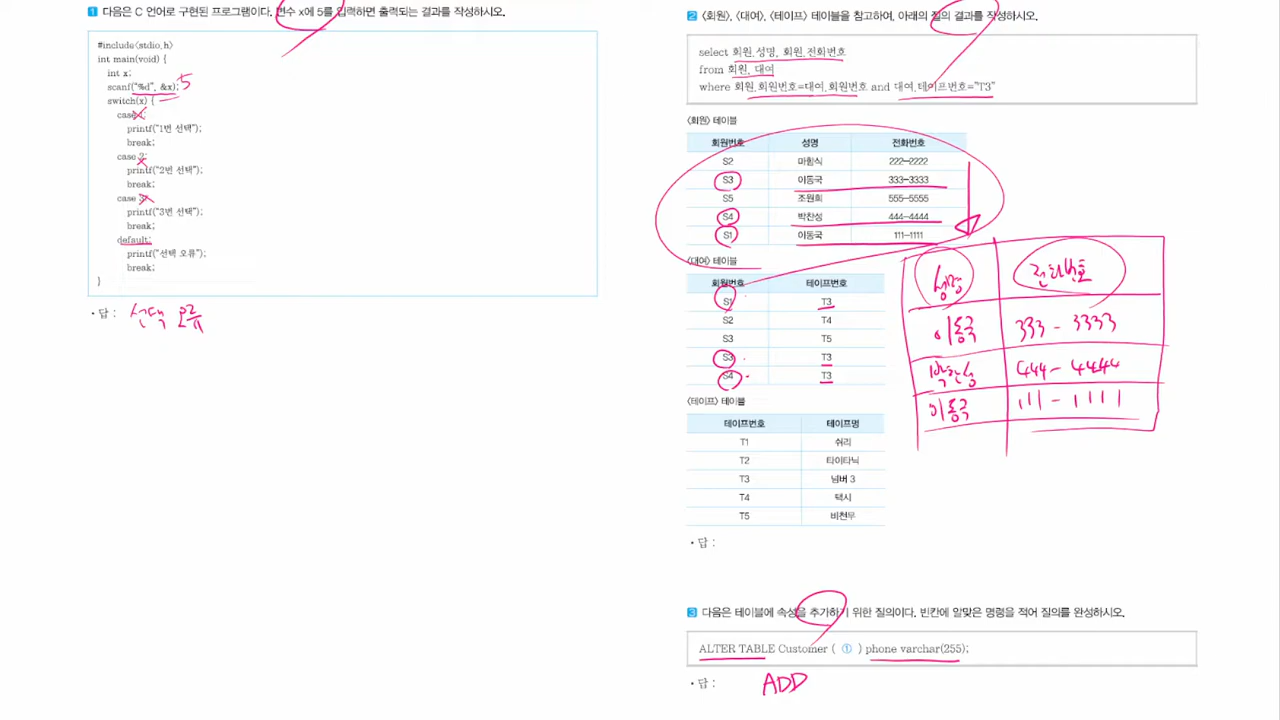 1 다음은 C 언어로 구현된 프로그램이다. 변수 x에 5를 입력하면 출력되는 결과를 작성하시오.
#include<stdio.h>
int main(void) {
int x;
scanf("%d", &x); 5
switch(x) {
case 1:
printf("1번 선택");
break;
case 2:
printf("2번 선택");
break;
case 3:
printf("3번 선택");
break;
default:
printf("선택 오류");
break;
}
• 답 : 선택 오류
2 <회원>, <대여>, <테이프> 테이블을 참고하여, 아래의 질의 결과를 작성하시오.
select 회원.성명, 회원.전화번호
from 회원, 대여
where 회원.회원번호=대여.회원번호 and 대여.테이프번호="T3"
<회원> 테이블
회원번호 성명 전화번호
S2 마함식 222-2222
S3 이동국 333-3333
S5 조원희 555-5555
S4 박찬성 444-4444
S1 이동국 111-1111
<대여> 테이블
회원번호 테이프번호
S1 T3
S2 T4
S3 T5
S3 T3
S4 T3
성명 전화번호
이동국 333-3333
박찬성 444-4444
이동국 111-1111
<테이프> 테이블
테이프번호 테이프명
T1 쉬리
T2 타이타닉
T3 넘버 3
T4 택시
T5 비천무
• 답 :
3 다음은 테이블에 속성을 추가하기 위한 질의이다. 빈칸에 알맞은 명령을 적어 질의를 완성하시오.
ALTER TABLE Customer ( ① ) phone varchar(255);
• 답 : ADD